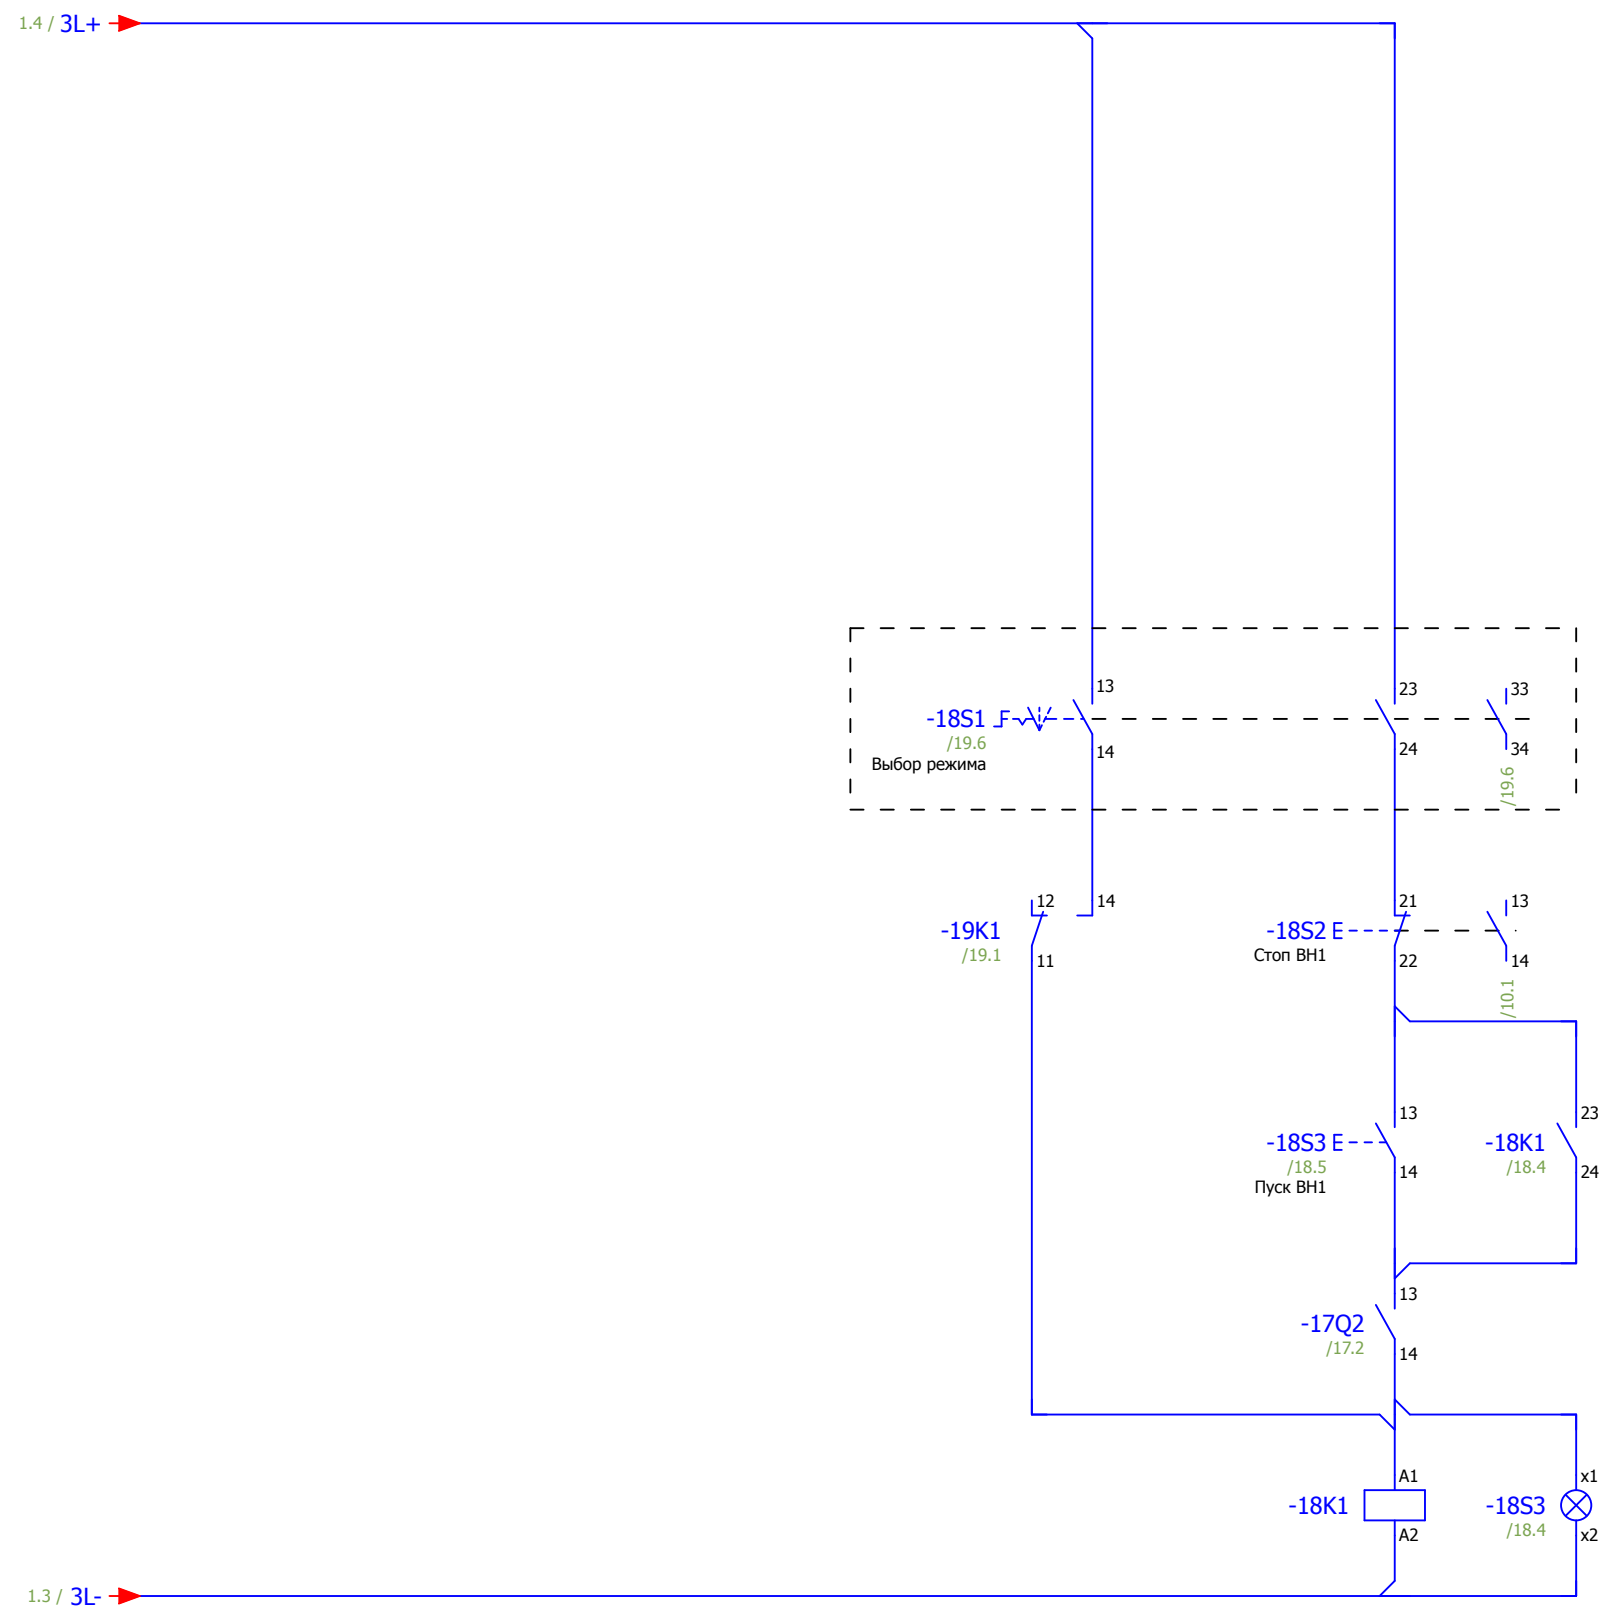 1.4 / 3L+
13
23
33
-18S1
/19.6
Выбор режима
14
24
34
/19.6
12
14
21
13
-19K1
/19.1
11
-18S2
Стоп ВН1
22
14
/10.1
13
23
-18S3
/18.5
Пуск ВН1
14
-18K1
/18.4
24
13
-17Q2
/17.2
14
A1
x1
-18K1
-18S3
/18.4
A2
x2
1.3 / 3L-